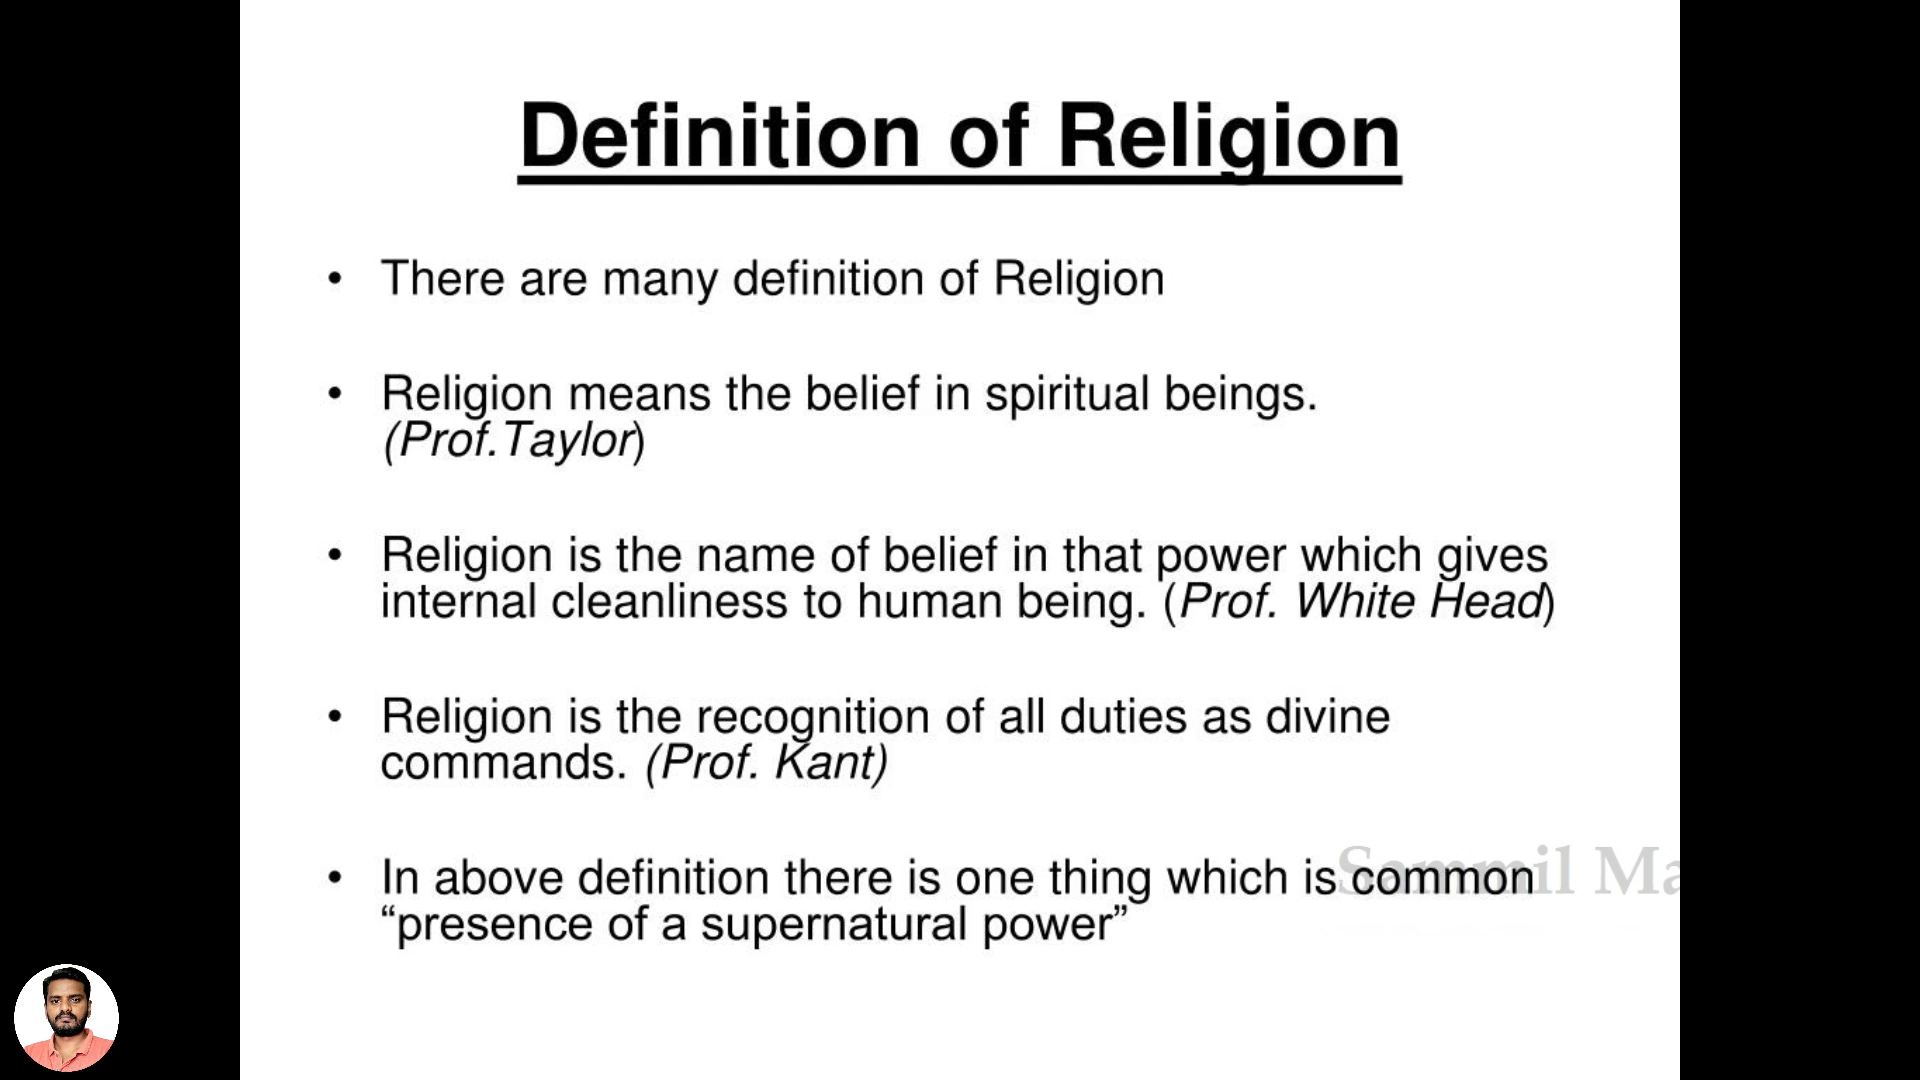 Definition of Religion
• There are many definition of Religion
• Religion means the belief in spiritual beings.
(Prof.Taylor)
• Religion is the name of belief in that power which gives
internal cleanliness to human being. (Prof. White Head)
• Religion is the recognition of all duties as divine
commands. (Prof. Kant)
• In above definition there is one thing which is common
“presence of a supernatural power”
Sammil Ma